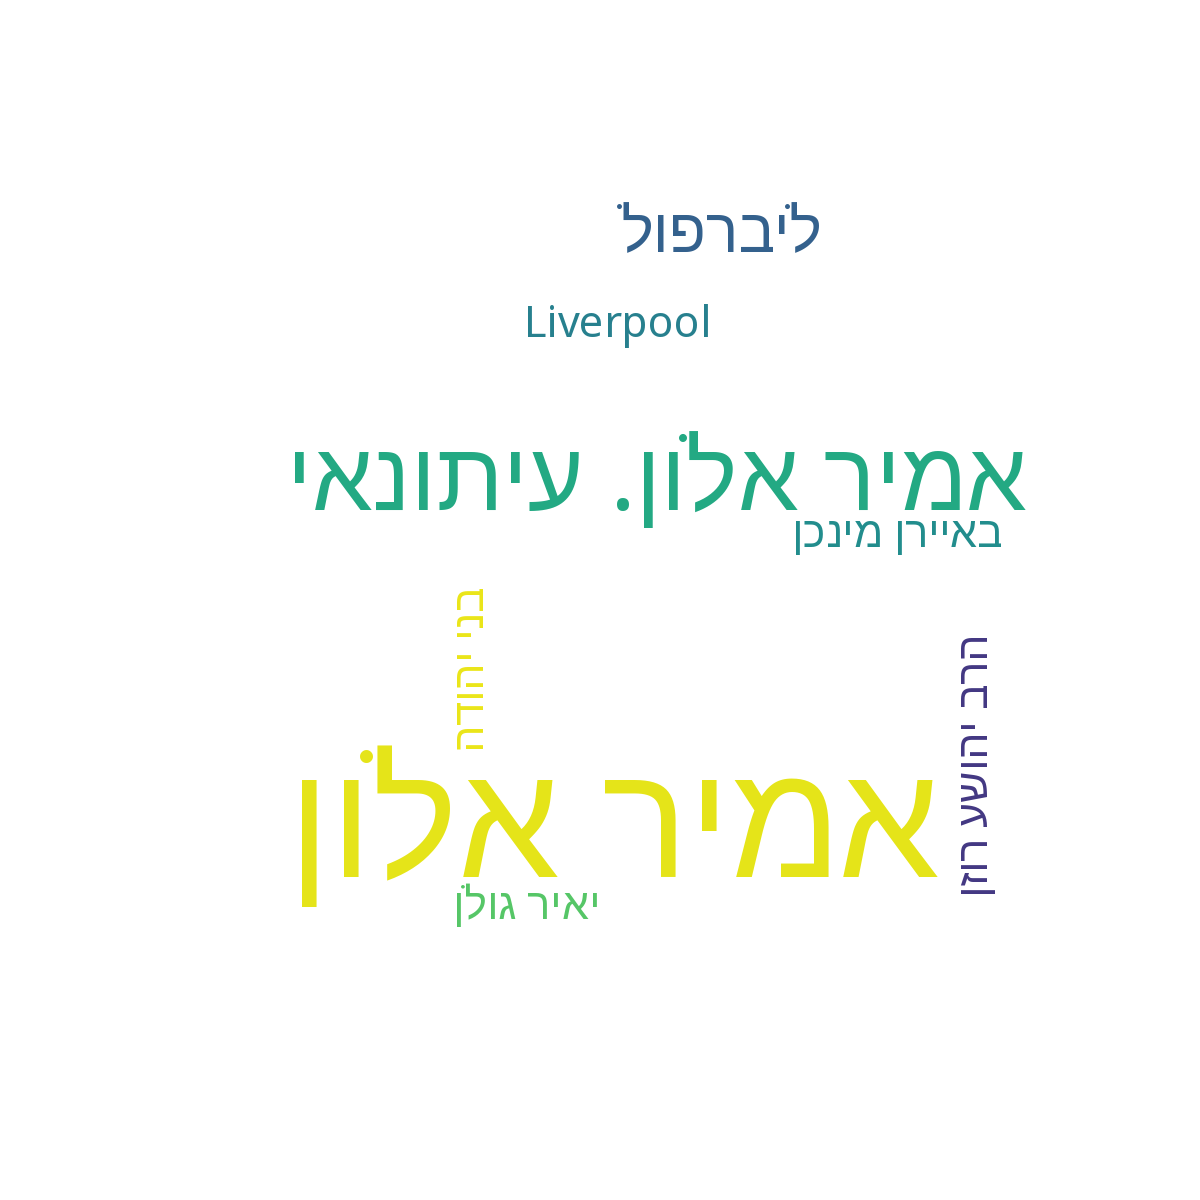 ליברפול
Liverpool
אמיר אלון. עיתונאי
באיירן מינכן
בני יהודה
הרב יהושע רוזן
אמיר אלון
יאיר גולן